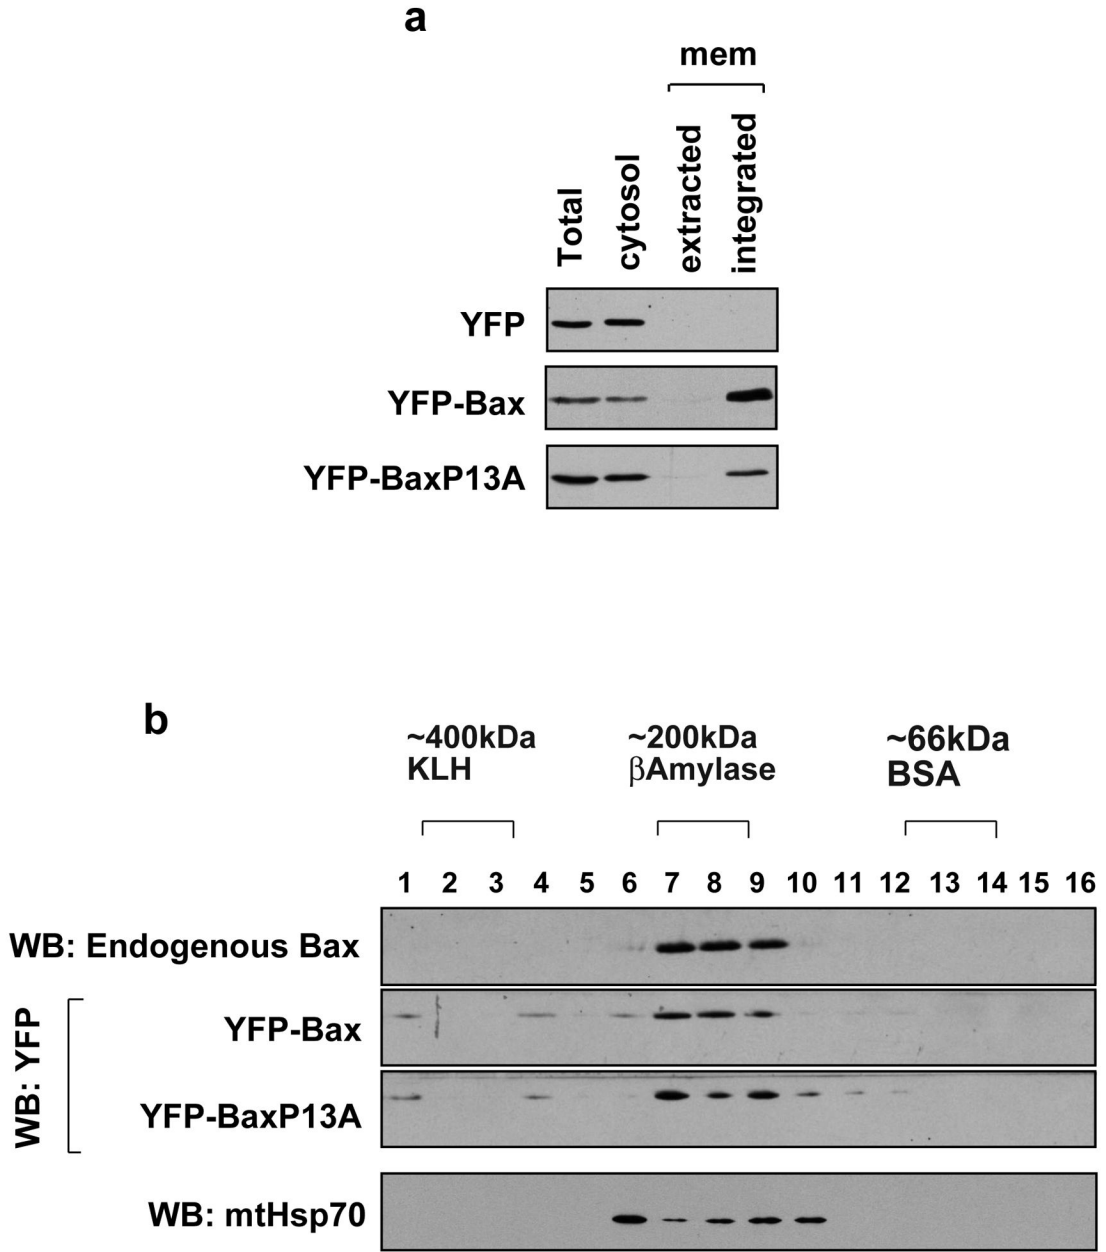 a
mem
Total
cytosol
extracted
integrated
YFP
YFP-Bax
YFP-BaxP13A
b
~400kDa
KLH
~200kDa
βAmylase
~66kDa
BSA
1 2 3 4 5 6 7 8 9 10 11 12 13 14 15 16
WB: Endogenous Bax
WB: YFP
YFP-Bax
YFP-BaxP13A
WB: mtHsp70